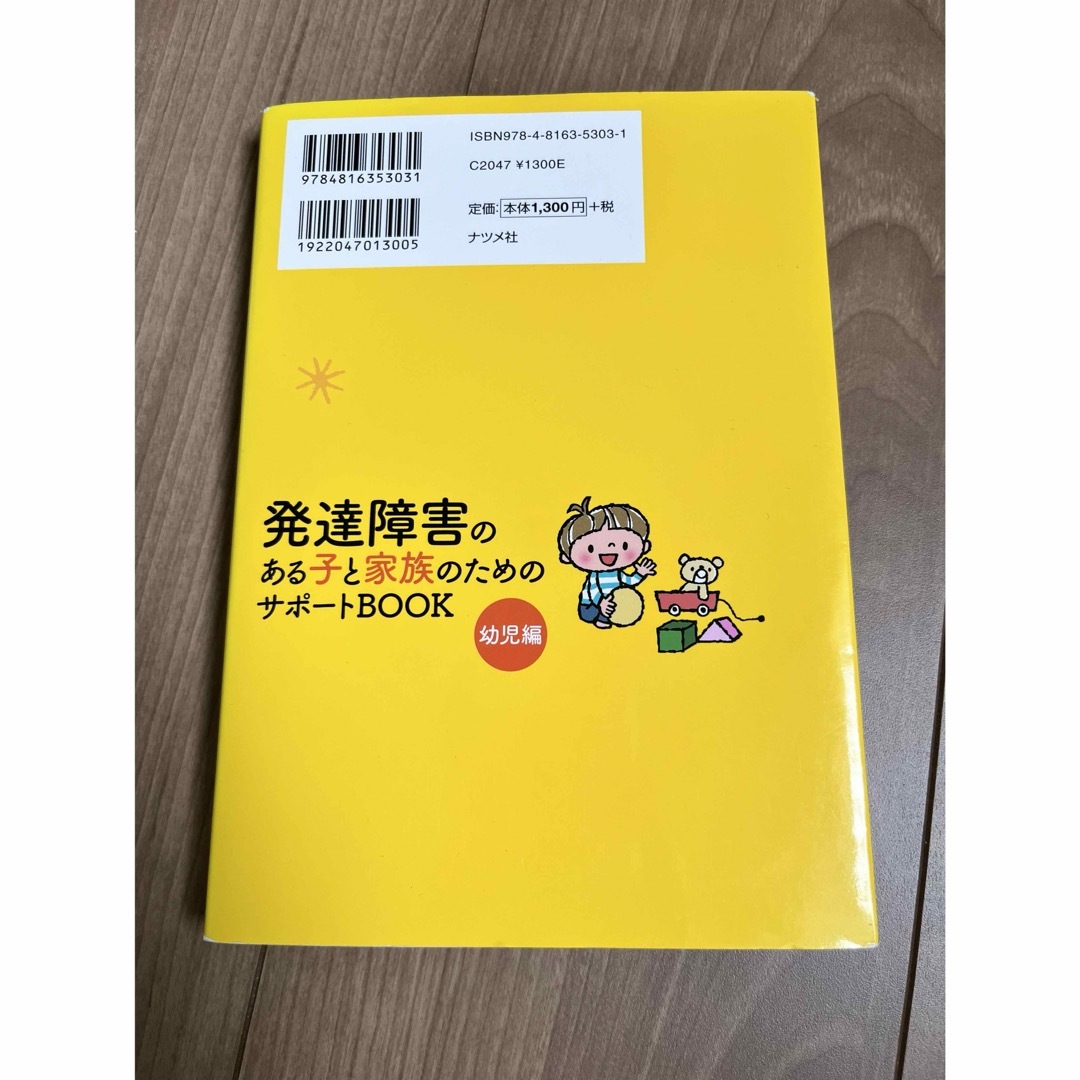 ISBN978-4-8163-5303-1
9784816353031
C2047 ¥1300E
1922047013005
定価:本体1,300円+税
ナツメ社
発達障害の
ある子と家族のための
サポートBOOK
幼児編